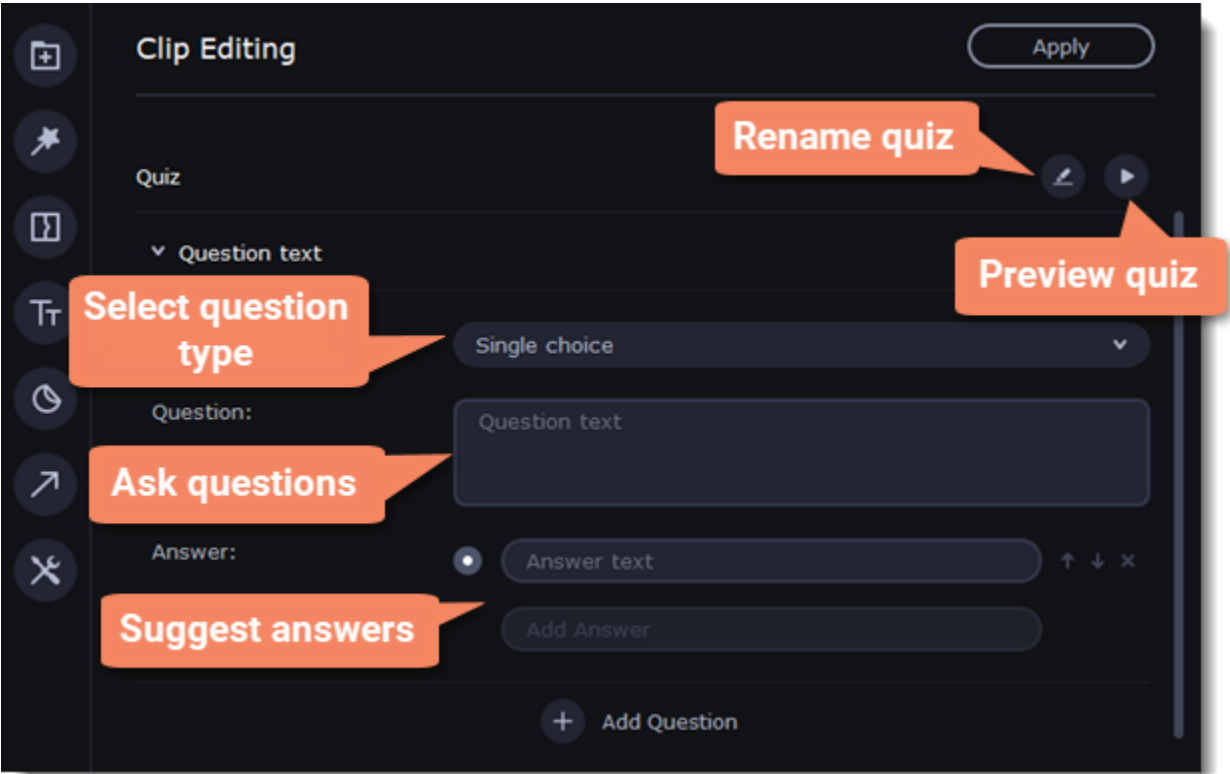 Clip Editing
Apply
Rename quiz
Quiz
Preview quiz
Question text
Select question
type
Single choice
Question:
Question text
Ask questions
Answer:
Answer text
Suggest answers
Add Answer
Add Question